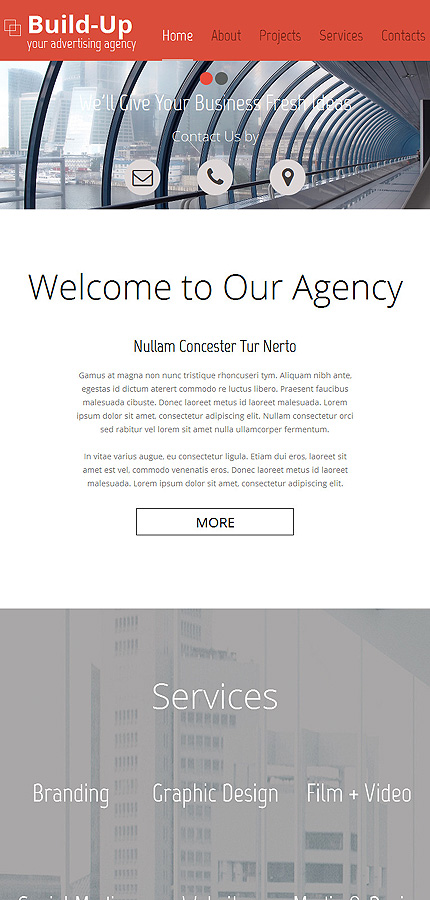 Build-Up
your advertising agency
Home About Projects Services Contacts
We'll Give Your Business Fresh Ideas
Contact Us by
Welcome to Our Agency
Nullam Concester Tur Nerto
Gamus at magna non nunc tristique rhoncuseri tym. Aliquam nibh ante,
egestas id dictum aterert commodo re luctus libero. Praesent faucibus
malesuada cibuste. Donec laoreet metus id laoreet malesuada. Lorem
ipsum dolor sit amet, consectetur adipiscing elit. Nullam consectetur orci
sed rabitur vel lorem sit amet nulla ullamcorper fermentum.
In vitae varius augue, eu consectetur ligula. Etiam dui eros, laoreet sit
amet est vel, commodo venenatis eros. Donec laoreet metus id laoreet
malesuada. Lorem ipsum dolor sit amet, consectetur adipiscing elit.
MORE
Services
Branding Graphic Design Film + Video